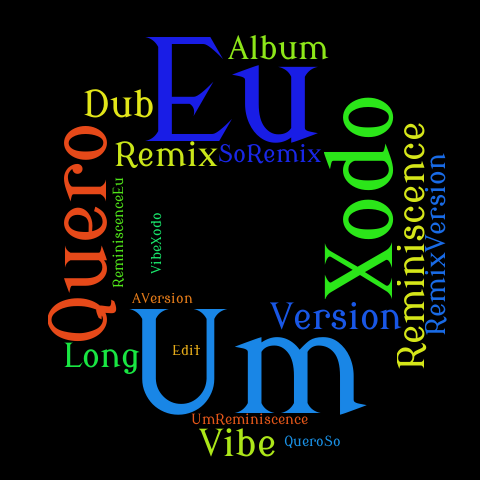 Album
Eu
Dub
Remix
SoRemix
Quero
Xodo
Reminiscence
RemixVersion
ReminiscenceEu
VibeXodo
AVersion
Version
Long
Edit
Um
UmReminiscence
Vibe
QueroSo